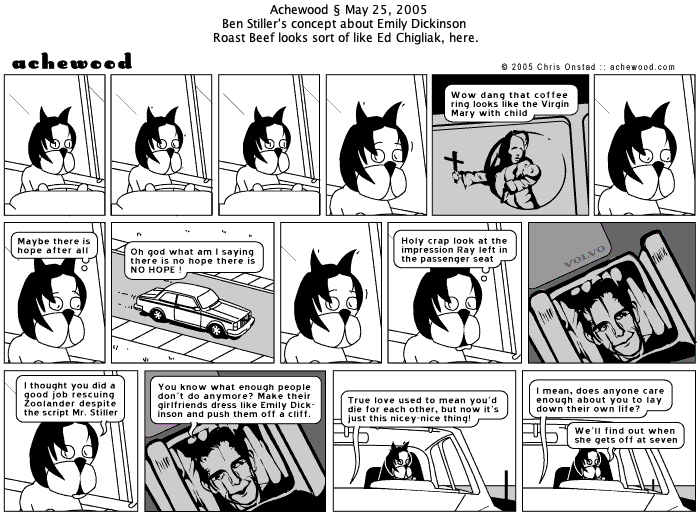 Achewood § May 25, 2005
Ben Stiller's concept about Emily Dickinson
Roast Beef looks sort of like Ed Chigliak, here.
achewood
© 2005 Chris Onstad :: achewood.com
Wow dang that coffee
ring looks like the Virgin
Mary with child
Maybe there is
hope after all
Oh god what am I saying
there is no hope there is
NO HOPE !
Holy crap look at the
impression Ray left in
the passenger seat
VOLVO
I thought you did a
good job rescuing
Zoolander despite
the script Mr. Stiller
You know what enough people
don't do anymore? Make their
girlfriends dress like Emily Dick-
inson and push them off a cliff.
True love used to mean you'd
die for each other, but now it's
just this nicey-nice thing!
I mean, does anyone care
enough about you to lay
down their own life?
We'll find out when
she gets off at seven